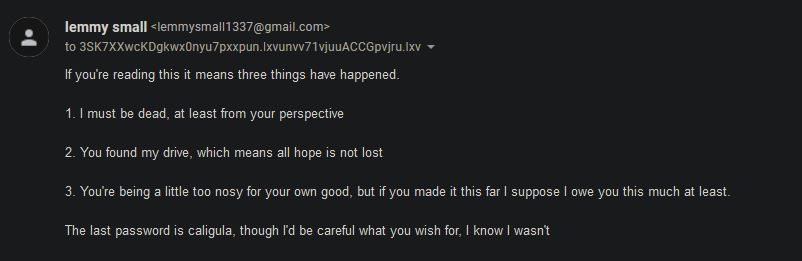 lemmy small <lemmysmall1337@gmail.com>
to 3SK7XXwcKDgkwx0nyu7pxxpun.lxvunvv71vjuuACCGpvjru.lxv
If you're reading this it means three things have happened.
1. I must be dead, at least from your perspective
2. You found my drive, which means all hope is not lost
3. You're being a little too nosy for your own good, but if you made it this far I suppose I owe you this much at least.
The last password is caligula, though I'd be careful what you wish for, I know I wasn't